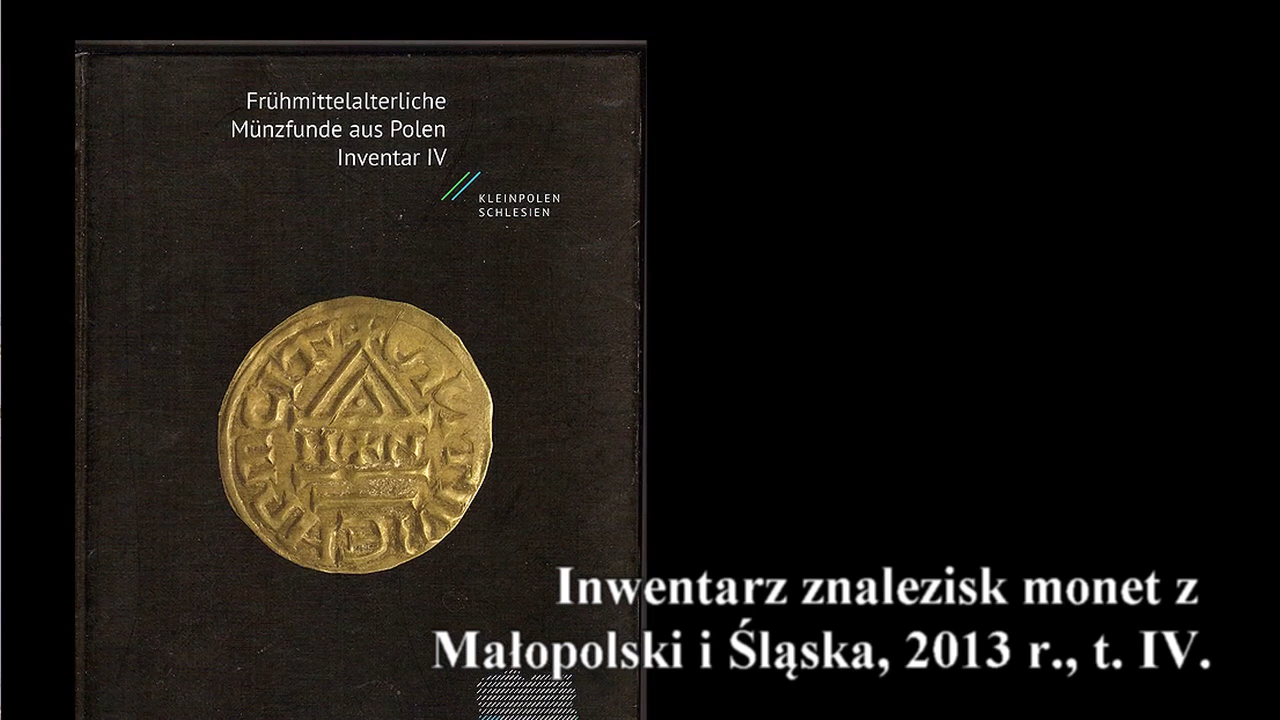 Frühmittelalterliche
Münzfunde aus Polen
Inventar IV
KLEINPOLEN
SCHLESIEN
Inwentarz znalezisk monet z
Małopolski i Śląska, 2013 r., t. IV.